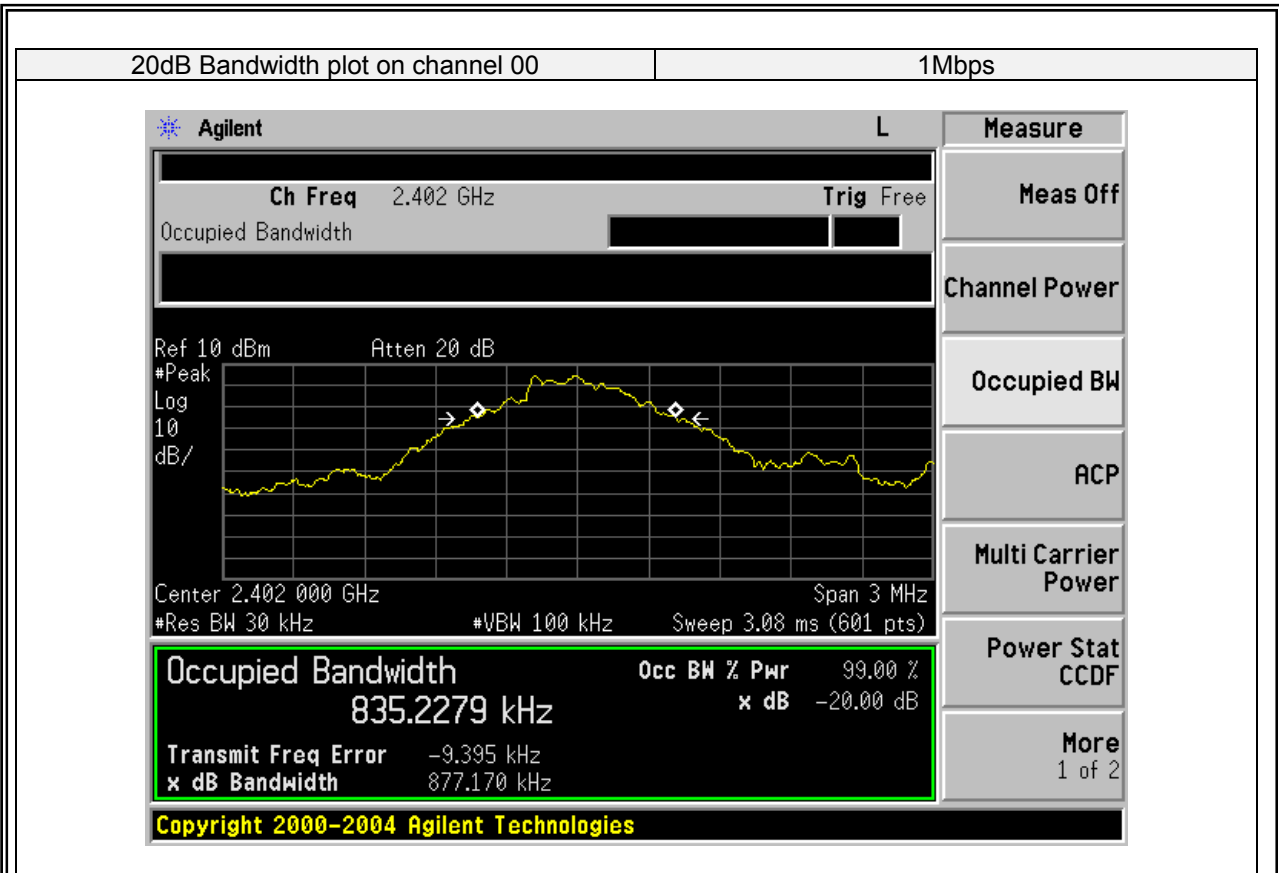 20dB Bandwidth plot on channel 00 1Mbps
Agilent L Measure
Ch Freq 2.402 GHz Trig Free
Occupied Bandwidth
Meas Off
Channel Power
Ref 10 dBm Atten 20 dB
#Peak
Log
10
dB/
Occupied BW
ACP
Multi Carrier
Power
Center 2.402 000 GHz Span 3 MHz
#Res BW 30 kHz #VBW 100 kHz Sweep 3.08 ms (601 pts)
Occupied Bandwidth Occ BW % Pwr 99.00 %
835.2279 kHz x dB -20.00 dB
Transmit Freq Error -9.395 kHz
x dB Bandwidth 877.170 kHz
Power Stat
CCDF
More
1 of 2
Copyright 2000-2004 Agilent Technologies